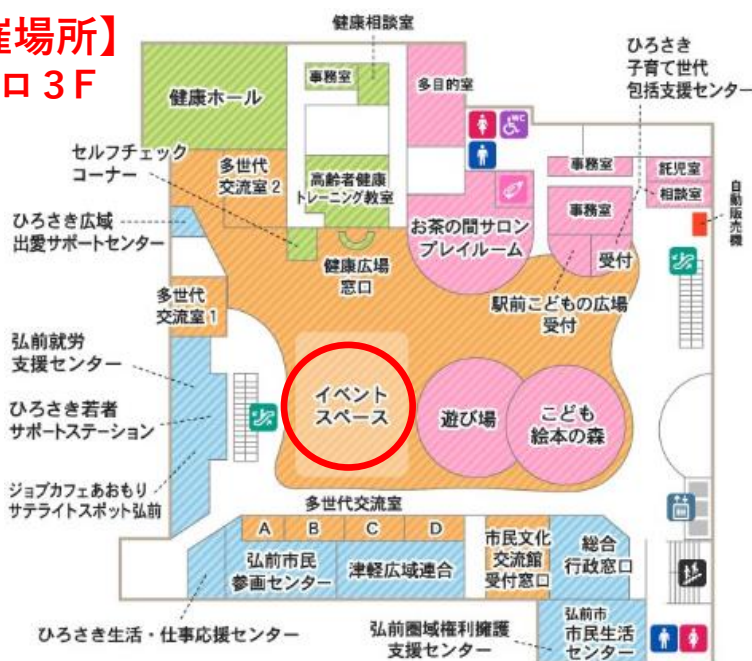 催場所】
ロ３Ｆ
健康相談室
健康ホール
事務室
多目的室
WC
ひろさき
子育て世代
包括支援センター
セルフチェック
コーナー
多世代
交流室２
高齢者健康
トレーニング教室
お茶の間サロン
プレイルーム
事務室
事務室
託児室
相談室
自動販売機
ひろさき広域
出愛サポートセンター
健康広場
窓口
受付
駅前こどもの広場
受付
多世代
交流室１
弘前就労
支援センター
ひろさき若者
サポートステーション
ジョブカフェあおもり
サテライトスポット弘前
イベント
スペース
遊び場
こども
絵本の森
多世代交流室
A B C D
弘前市民
参画センター
津軽広域連合
市民文化
交流館
受付窓口
総合
行政窓口
ひろさき生活・仕事応援センター
弘前圏域権利擁護
支援センター
弘前市
市民生活
センター